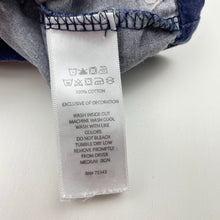 100% COTTON
EXCLUSIVE OF DECORATION
WASH INSIDE OUT
MACHINE WASH COOL
WASH WITH LIKE
COLORS
DO NOT BLEACH
TUMBLE DRY LOW
REMOVE PROMPTLY
FROM DRYER
MEDIUM IRON